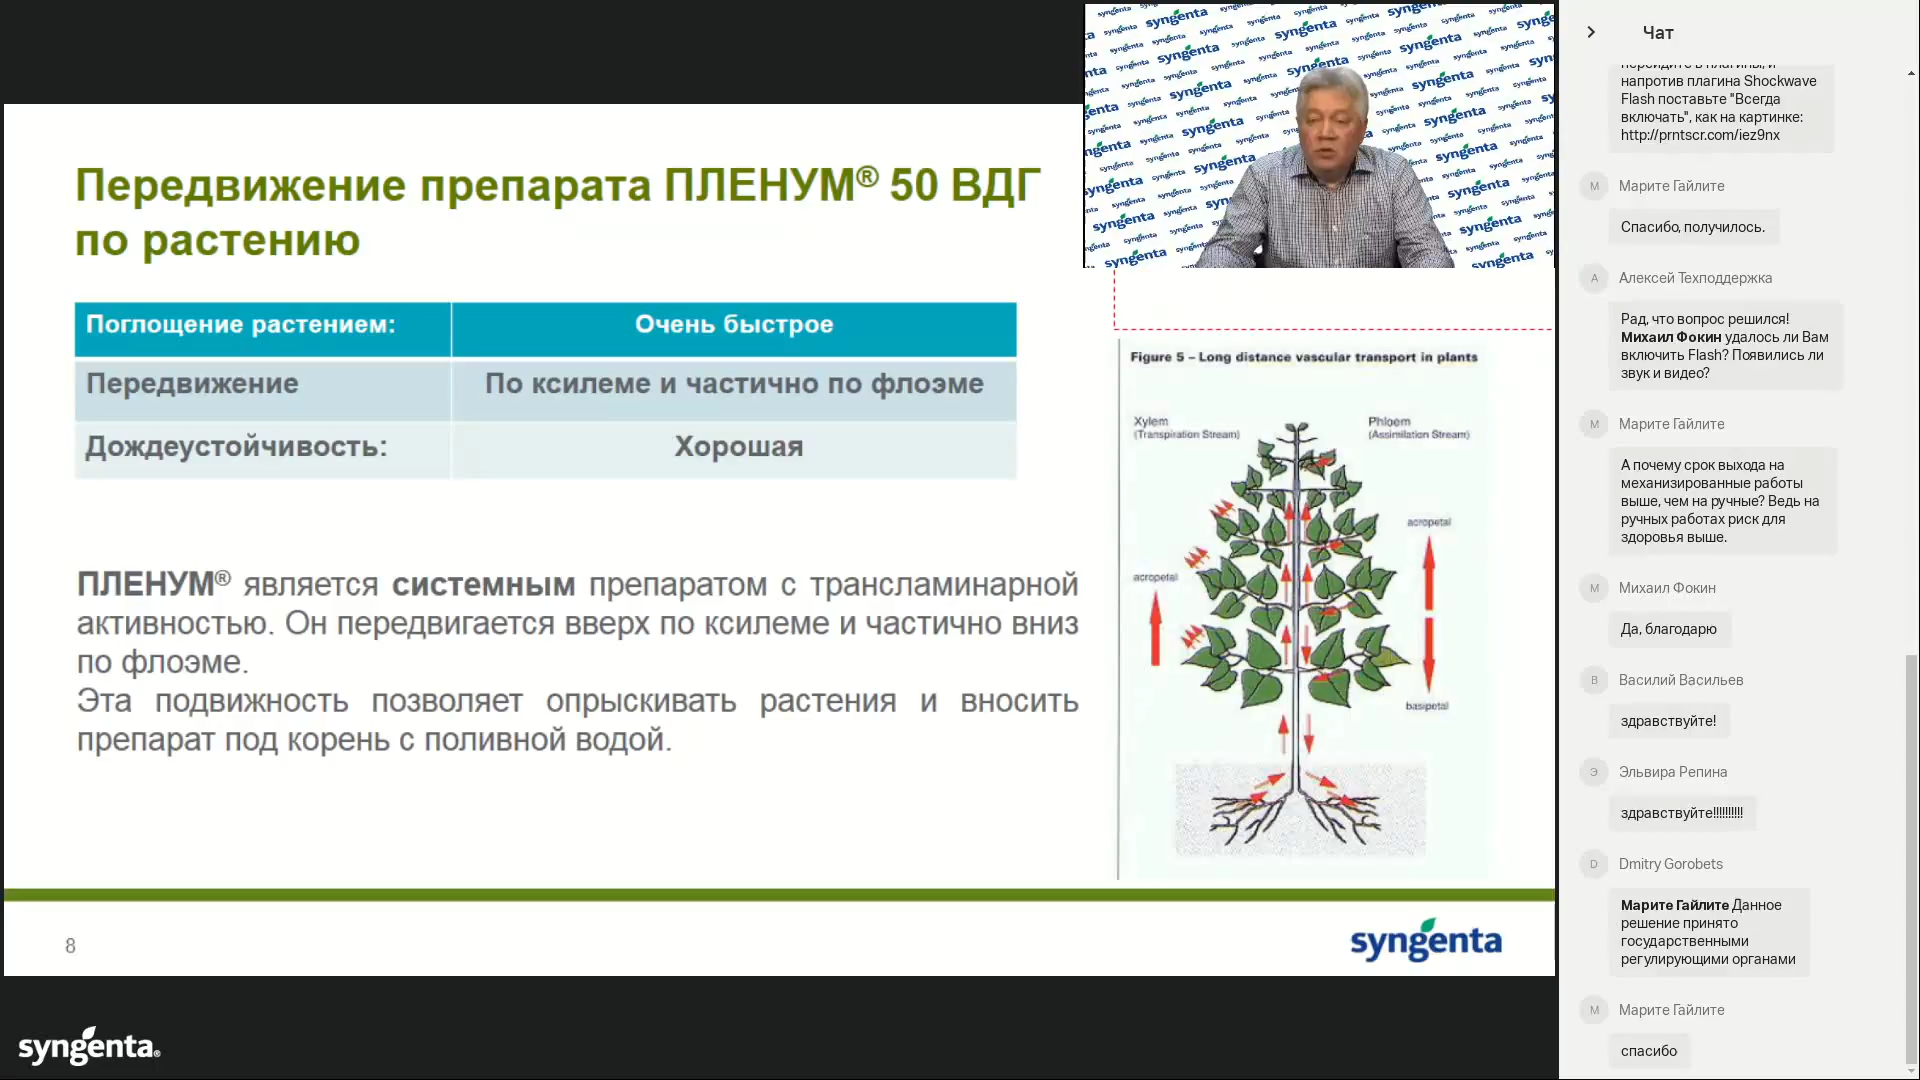 Передвижение препарата ПЛЕНУМ® 50 ВДГ
по растению
Поглощение растением: Очень быстрое
Передвижение По ксилеме и частично по флоэме
Дождеустойчивость: Хорошая
ПЛЕНУМ® является системным препаратом с трансламинарной
активностью. Он передвигается вверх по ксилеме и частично вниз
по флоэме.
Эта подвижность позволяет опрыскивать растения и вносить
препарат под корень с поливной водой.
syngenta
Figure 5 – Long distance vascular transport in plants
Xylem
(Transpiration Stream)
Phloem
(Assimilation Stream)
acropetal
acropetal
basipetal
8
syngenta
syngenta®
Чат
напротив плагина Shockwave
Flash поставьте "Всегда
включать", как на картинке:
http://prntscr.com/iez9nx
М Марите Гайлите
Спасибо, получилось.
А Алексей Техподдержка
Рад, что вопрос решился!
Михаил Фокин удалось ли Вам
включить Flash? Появились ли
звук и видео?
М Марите Гайлите
А почему срок выхода на
механизированные работы
выше, чем на ручные? Ведь на
ручных работах риск для
здоровья выше.
М Михаил Фокин
Да, благодарю
В Василий Васильев
здравствуйте!
Э Эльвира Репина
здравствуйте!!!!!!!!!!
D Dmitry Gorobets
Марите Гайлите Данное
решение принято
государственными
регулирующими органами
М Марите Гайлите
спасибо